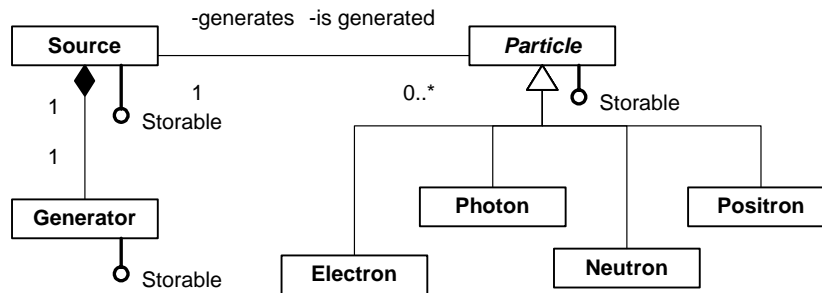 -generates -is generated
Source
Particle
1
1
0..*
Storable
Storable
1
Generator
Photon
Positron
Storable
Electron
Neutron